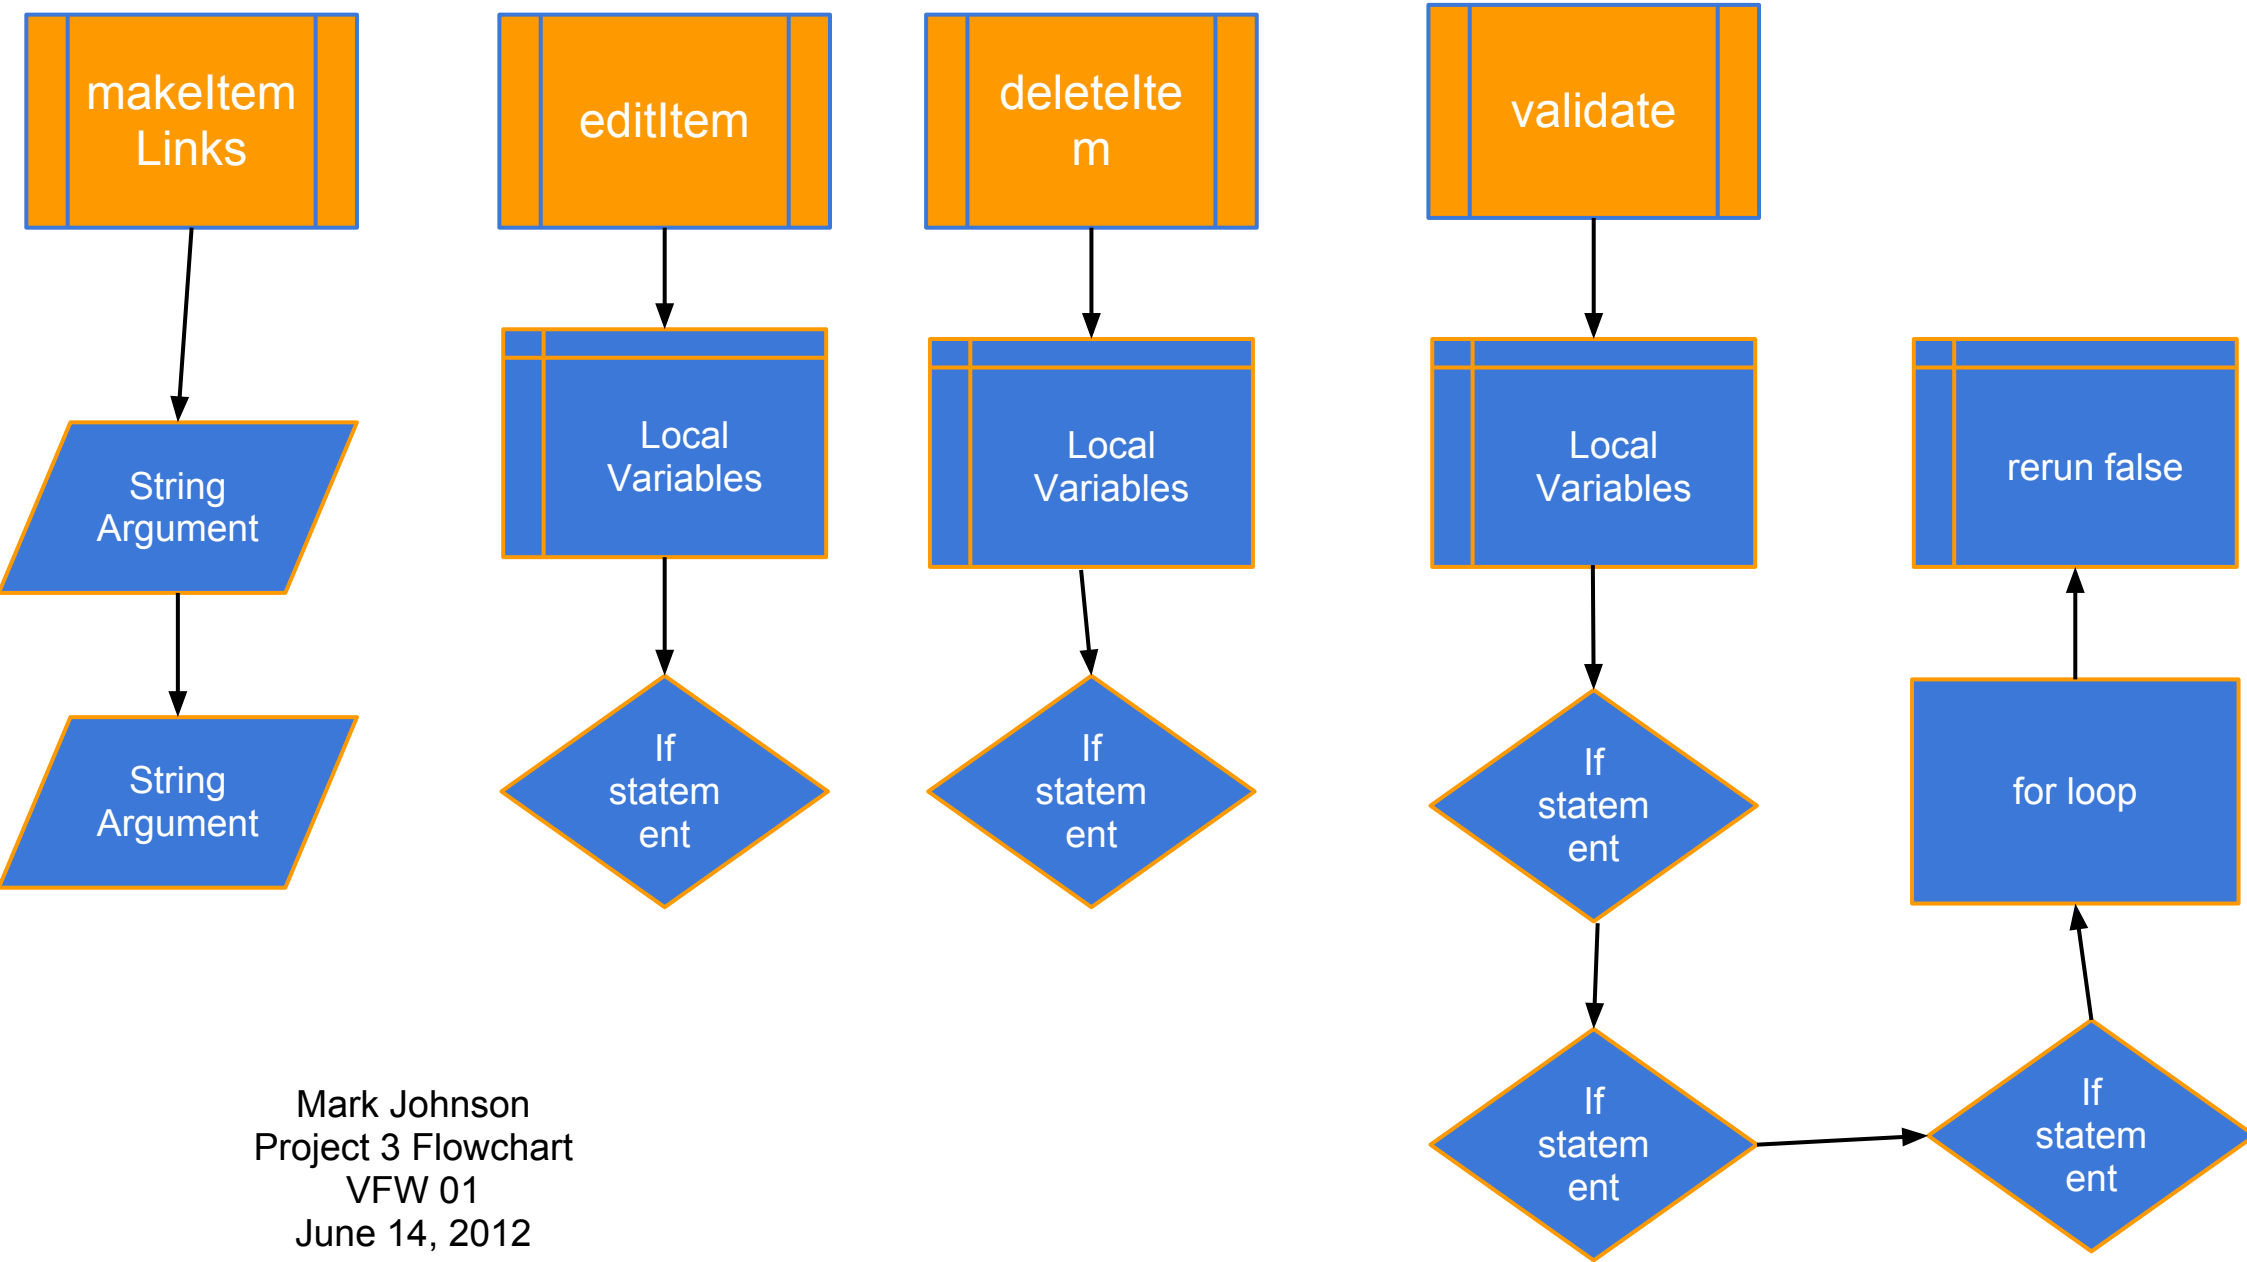 makeItem
Links
editItem
deleteIte
m
validate
String
Argument
String
Argument
Local
Variables
If
statem
ent
Local
Variables
If
statem
ent
Local
Variables
If
statem
ent
If
statem
ent
If
statem
ent
for loop
rerun false
Mark Johnson
Project 3 Flowchart
VFW 01
June 14, 2012